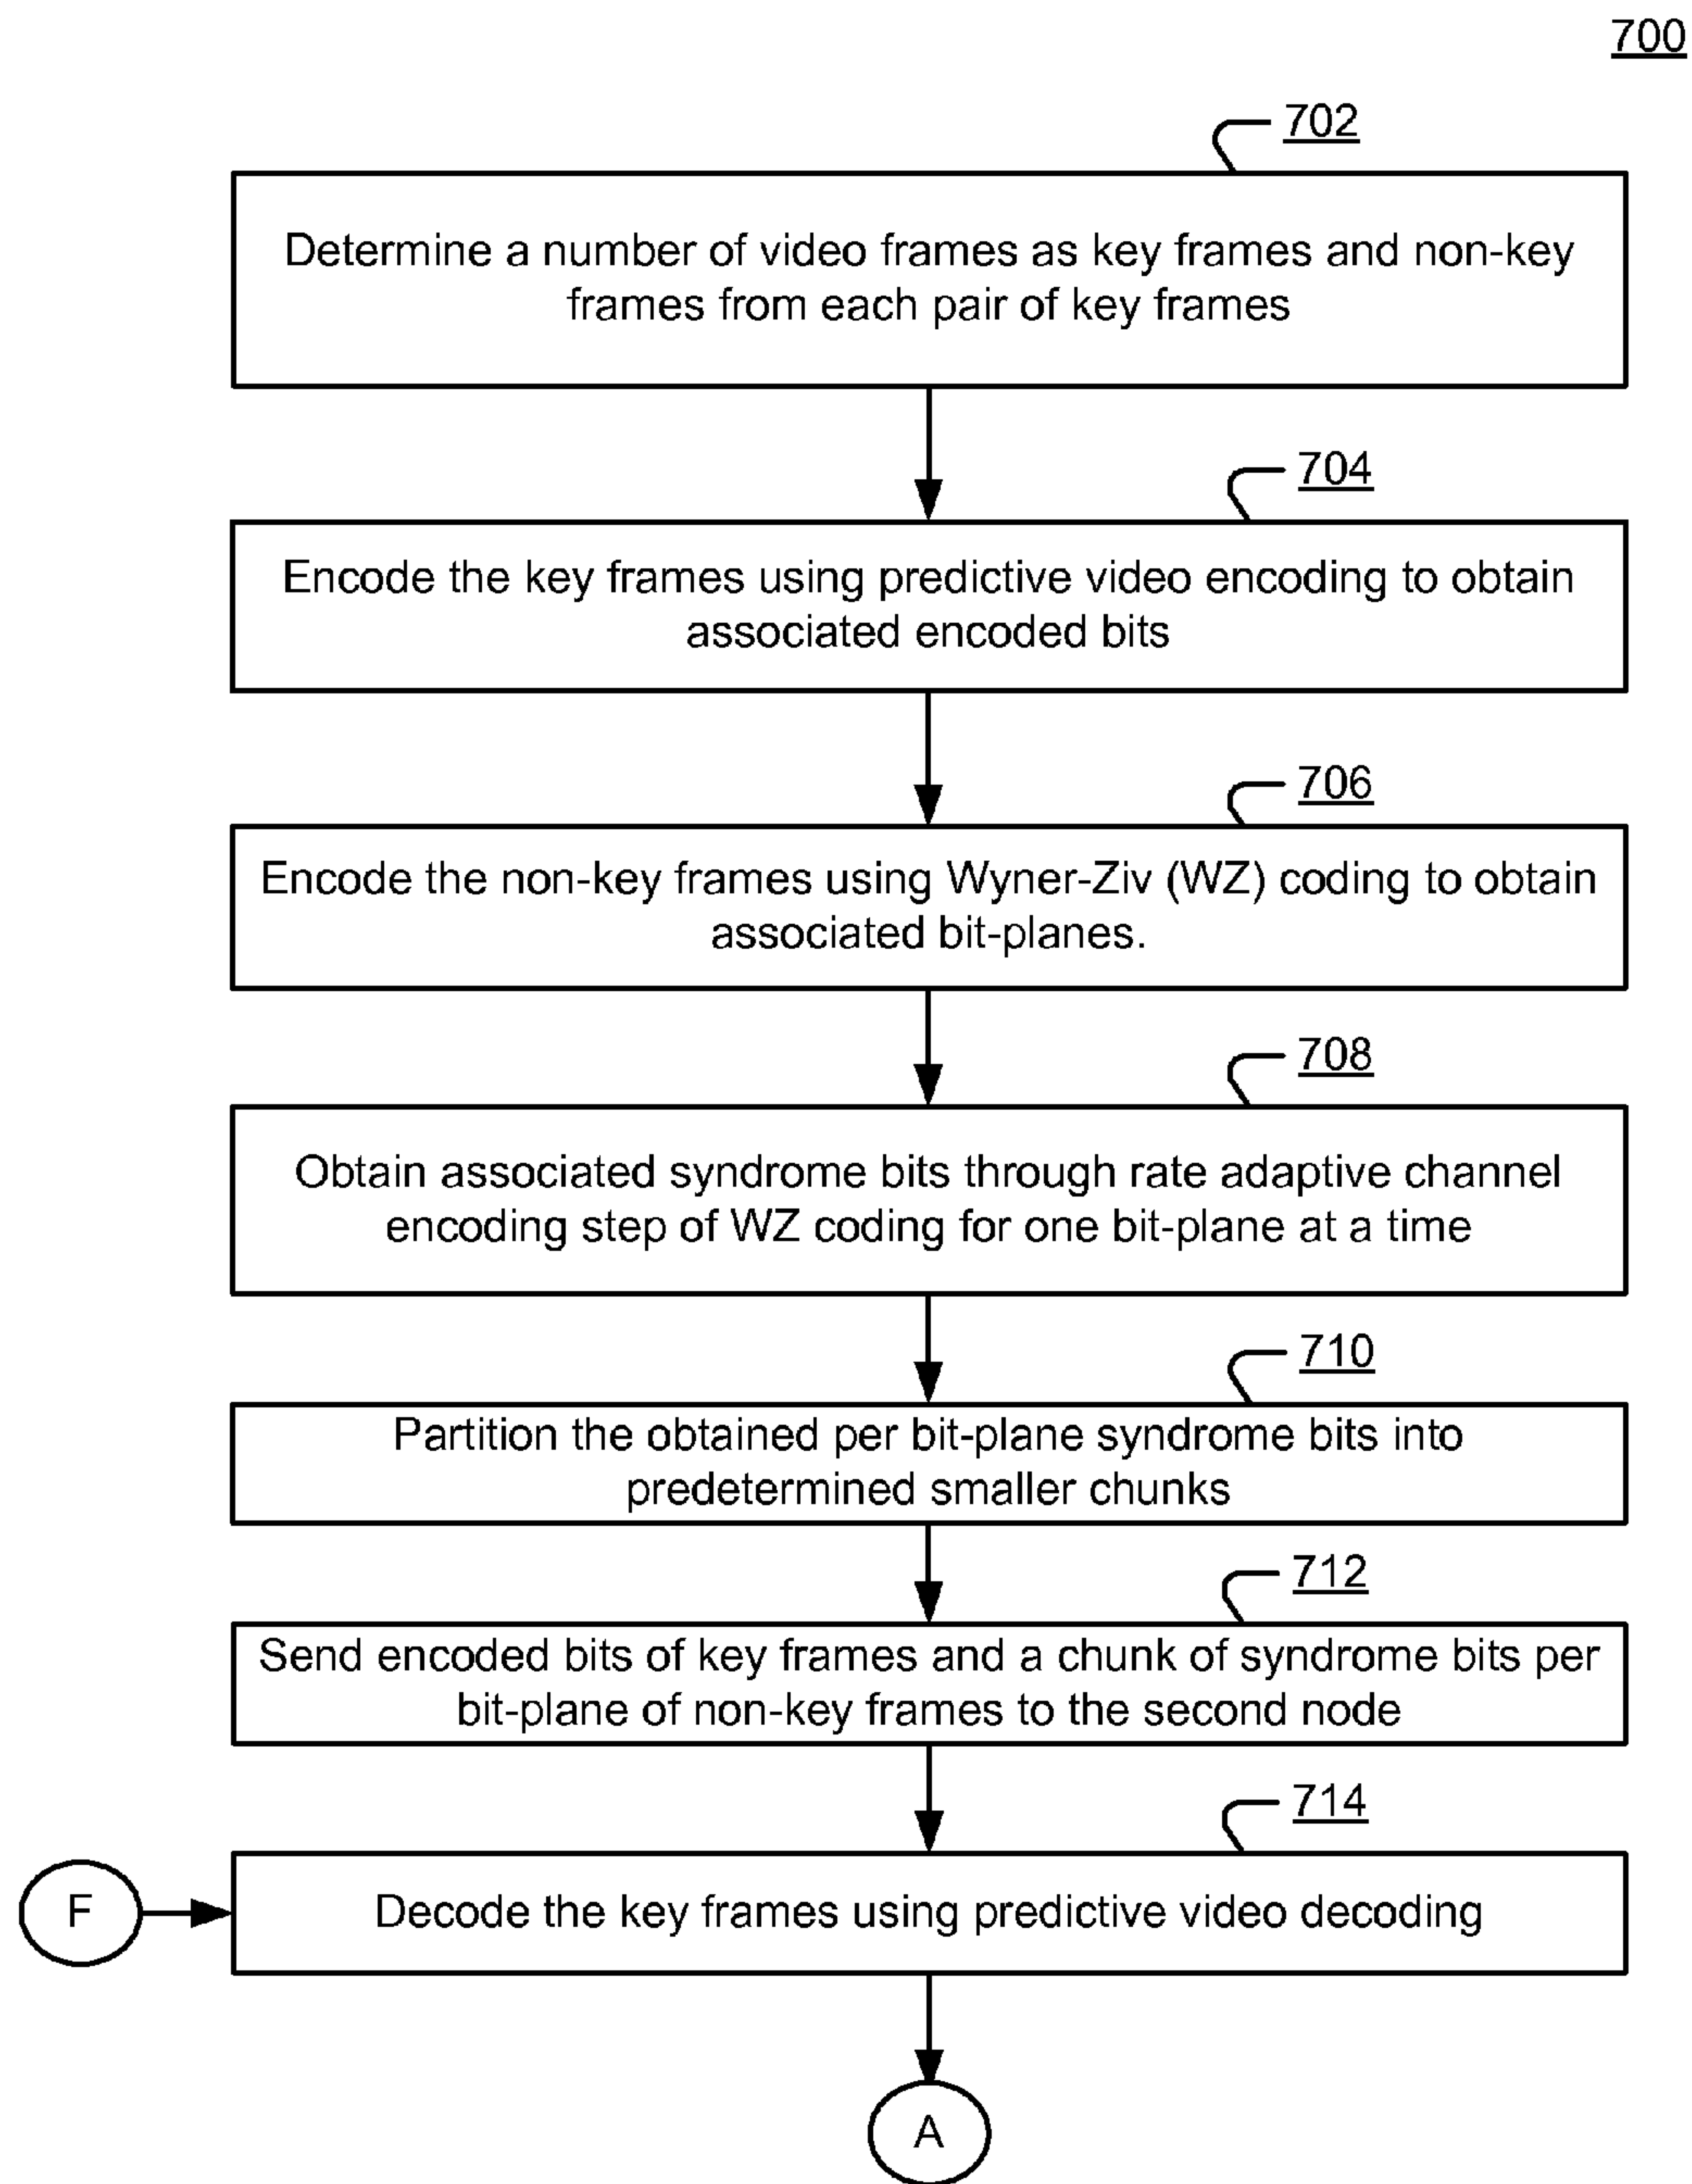 700
702
Determine a number of video frames as key frames and non-key
frames from each pair of key frames
704
Encode the key frames using predictive video encoding to obtain
associated encoded bits
706
Encode the non-key frames using Wyner-Ziv (WZ) coding to obtain
associated bit-planes.
708
Obtain associated syndrome bits through rate adaptive channel
encoding step of WZ coding for one bit-plane at a time
710
Partition the obtained per bit-plane syndrome bits into
predetermined smaller chunks
712
Send encoded bits of key frames and a chunk of syndrome bits per
bit-plane of non-key frames to the second node
714
F
Decode the key frames using predictive video decoding
A